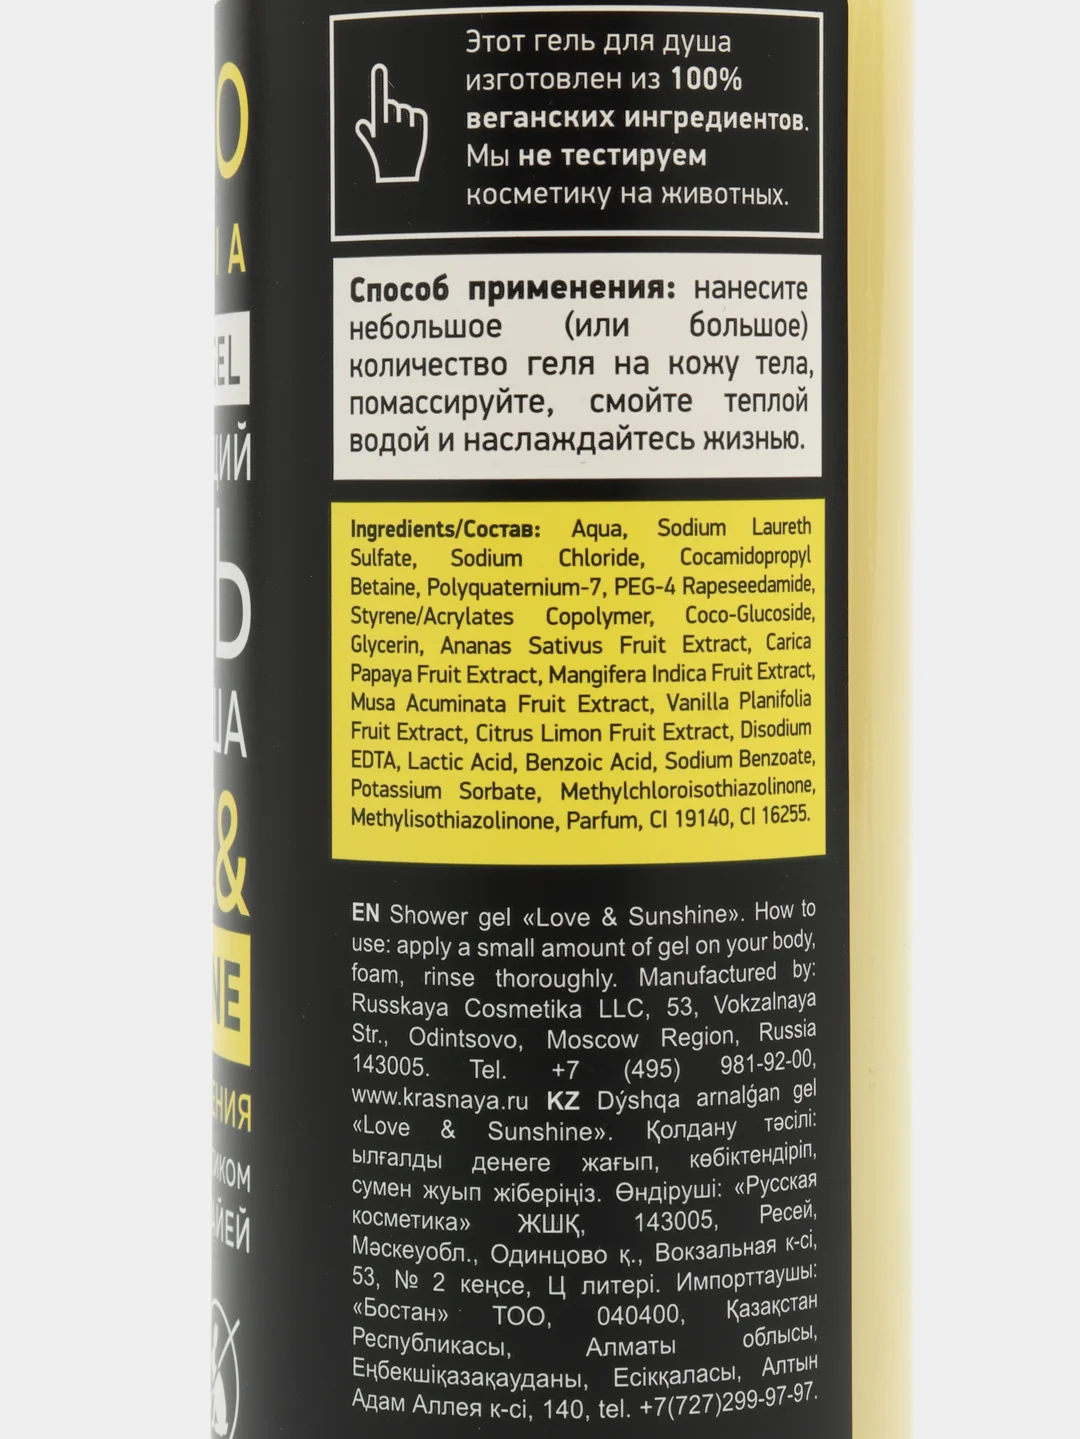 Этот гель для душа
изготовлен из 100%
веганских ингредиентов.
Мы не тестируем
косметику на животных.
Способ применения: нанесите
небольшое (или большое)
количество геля на кожу тела,
помассируйте, смойте теплой
водой и наслаждайтесь жизнью.
Ingredients/Состав: Aqua, Sodium Laureth
Sulfate, Sodium Chloride, Cocamidopropyl
Betaine, Polyquaternium-7, PEG-4 Rapeseedamide,
Styrene/Acrylates Copolymer, Coco-Glucoside,
Glycerin, Ananas Sativus Fruit Extract, Carica
Papaya Fruit Extract, Mangifera Indica Fruit Extract,
Musa Acuminata Fruit Extract, Vanilla Planifolia
Fruit Extract, Citrus Limon Fruit Extract, Disodium
EDTA, Lactic Acid, Benzoic Acid, Sodium Benzoate,
Potassium Sorbate, Methylchloroisothiazolinone,
Methylisothiazolinone, Parfum, CI 19140, CI 16255.
EN Shower gel «Love & Sunshine». How to
use: apply a small amount of gel on your body,
foam, rinse thoroughly. Manufactured by:
Russkaya Cosmetika LLC, 53, Vokzalnaya
Str., Odintsovo, Moscow Region, Russia
143005. Tel. +7 (495) 981-92-00,
www.krasnaya.ru KZ Dýshqa arnalǵan gel
«Love & Sunshine». Қолдану тәсілі:
ылғалды денеге жағып, көбіктендіріп,
сумен жуып жіберіңіз. Өндіруші: «Русская
косметика» ЖШҚ, 143005, Ресей,
Мәскеуобл., Одинцово қ., Вокзальная к-сі,
53, № 2 кеңсе, Ц литері. Импорттаушы:
«Бостан» ТОО, 040400, Қазақстан
Республикасы, Алматы облысы,
Еңбекшіқазақауданы, Есікқаласы, Алтын
Адам Аллея к-сі, 140, tel. +7(727)299-97-97.
O
А
GEL
ЩИЙ
Ь
ША
&
NE
ЕНИЯ
ИКОМ
АЙЕЙ